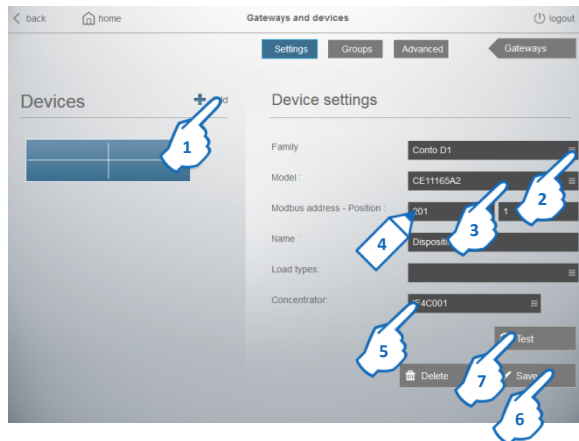 back home Gateways and devices logout
Settings Groups Advanced Gateways
Devices
Device settings
1
Family Conto D1
Model : CE11165A2
2
Modbus address - Position : 201 1
3
4
Name :
Load types:
Concentrator:
5
Test
Delete Save
7
6